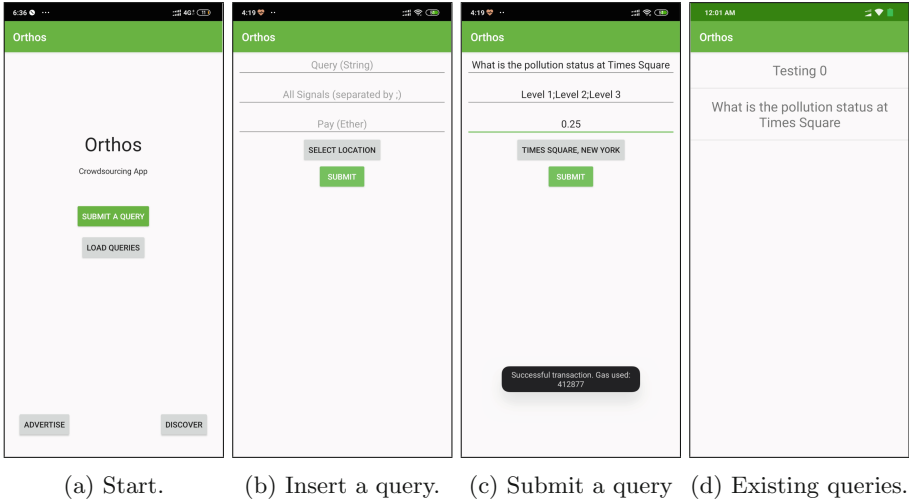 6:36 ... 4G
Orthos
Orthos
Crowdsourcing App
SUBMIT A QUERY
LOAD QUERIES
ADVERTISE
DISCOVER
(a) Start.
4:19 ..
Orthos
Query (String)
All Signals (separated by ;)
Pay (Ether)
SELECT LOCATION
SUBMIT
(b) Insert a query.
4:19 ..
Orthos
What is the pollution status at Times Square
Level 1;Level 2;Level 3
0.25
TIMES SQUARE, NEW YORK
SUBMIT
Successful transaction. Gas used:
412877
(c) Submit a query
12:01 AM
Orthos
Testing 0
What is the pollution status at
Times Square
(d) Existing queries.